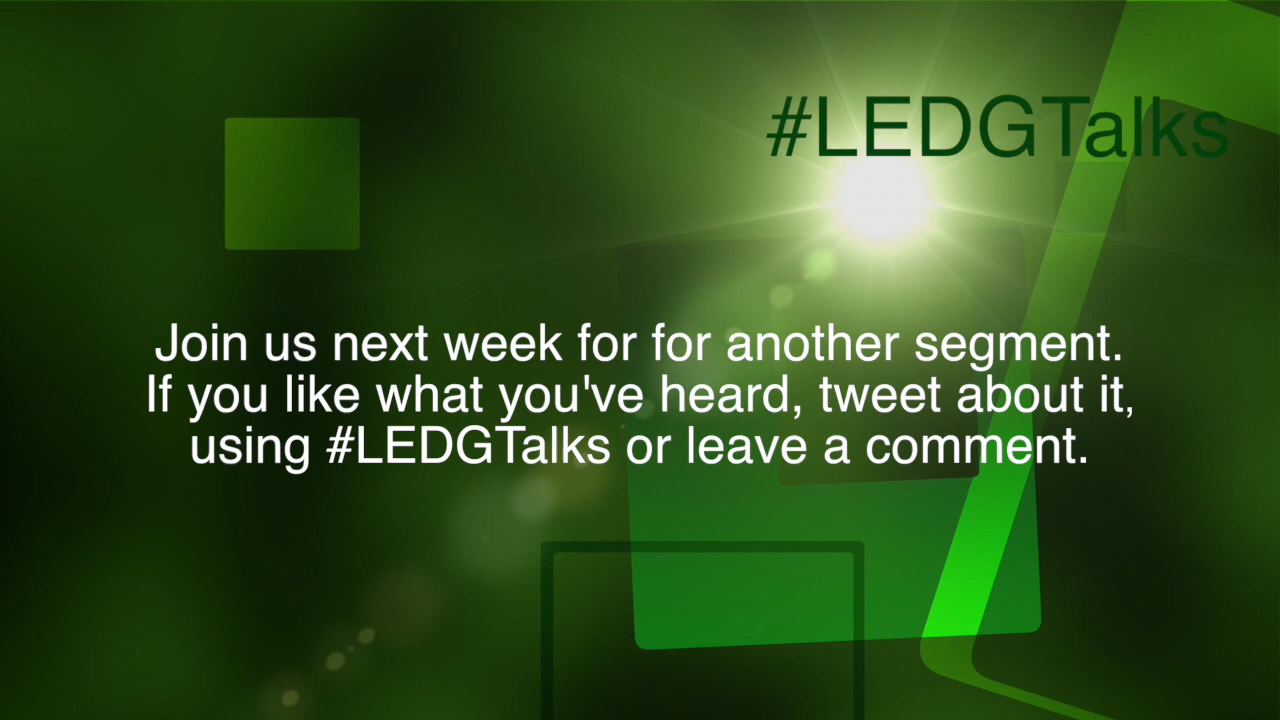 #LEDGTalks
Join us next week for for another segment.
If you like what you've heard, tweet about it,
using #LEDGTalks or leave a comment.